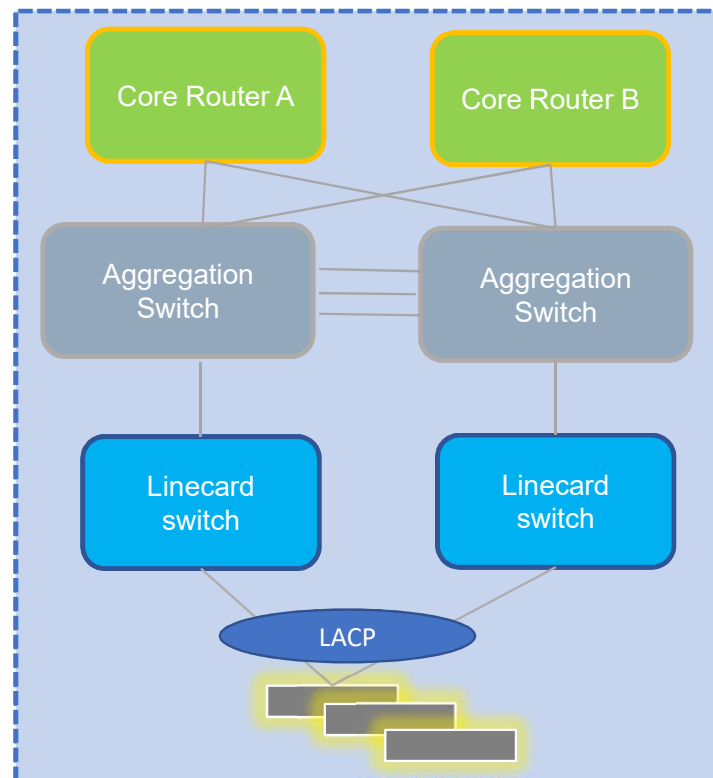 Core Router A
Core Router B
Aggregation
Switch
Aggregation
Switch
Linecard
switch
Linecard
switch
LACP